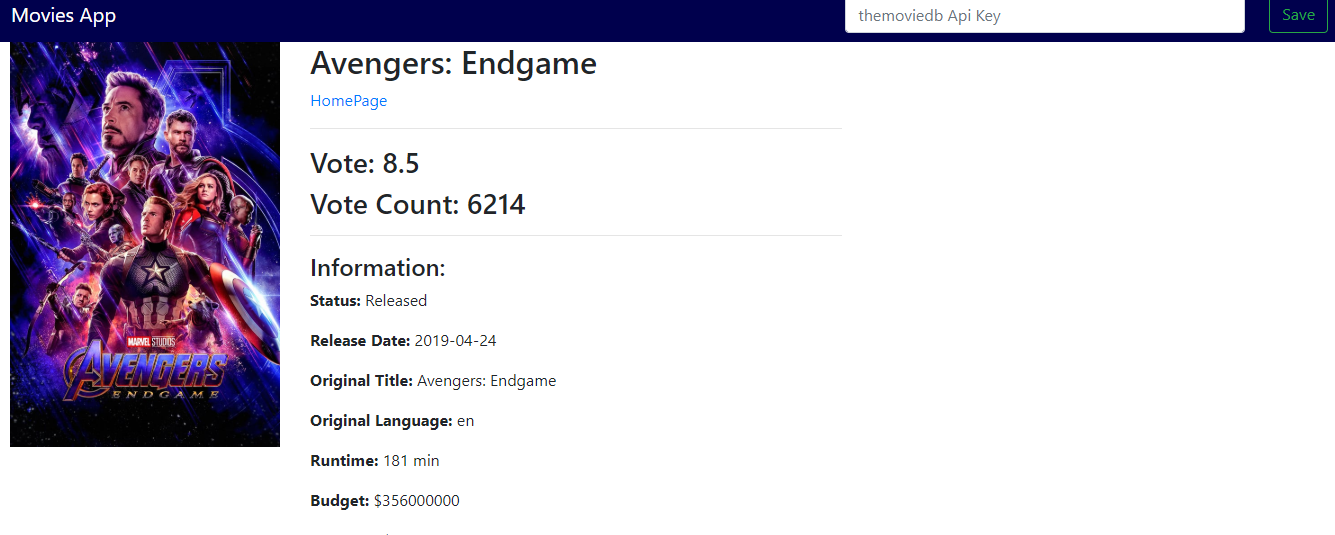 Movies App
themoviedb Api Key
Save
MARVEL STUDIOS
AVENGERS
ENDGAME
Avengers: Endgame
HomePage
Vote: 8.5
Vote Count: 6214
Information:
Status: Released
Release Date: 2019-04-24
Original Title: Avengers: Endgame
Original Language: en
Runtime: 181 min
Budget: $356000000